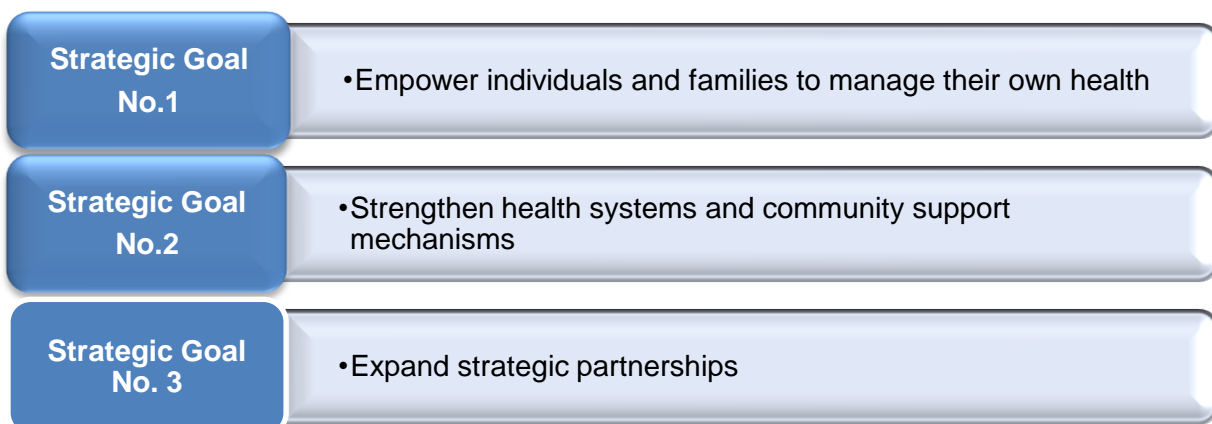 Strategic Goal
No.1
•Empower individuals and families to manage their own health
Strategic Goal
No.2
•Strengthen health systems and community support
mechanisms
Strategic Goal
No. 3
•Expand strategic partnerships